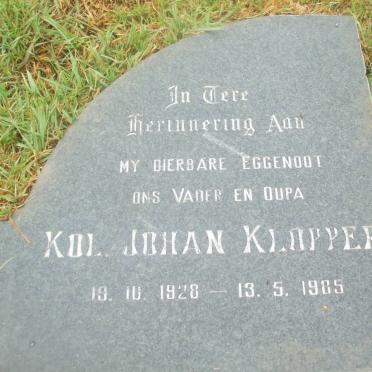 In Tere
Herinnering Aan
MY DIERBARE EGGENOOT
ONS VADER EN OUPA
KOL. JOHAN KLOPPER
19. 10. 1928 — 13. 5. 1985